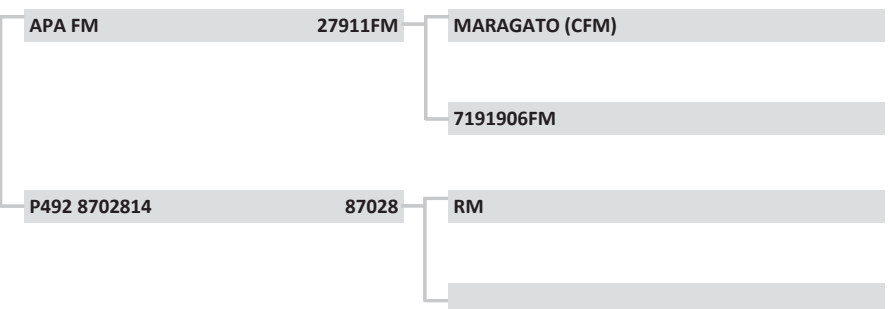 APA FM 27911FM
MARAGATO (CFM)
7191906FM
P492 8702814 87028
RM